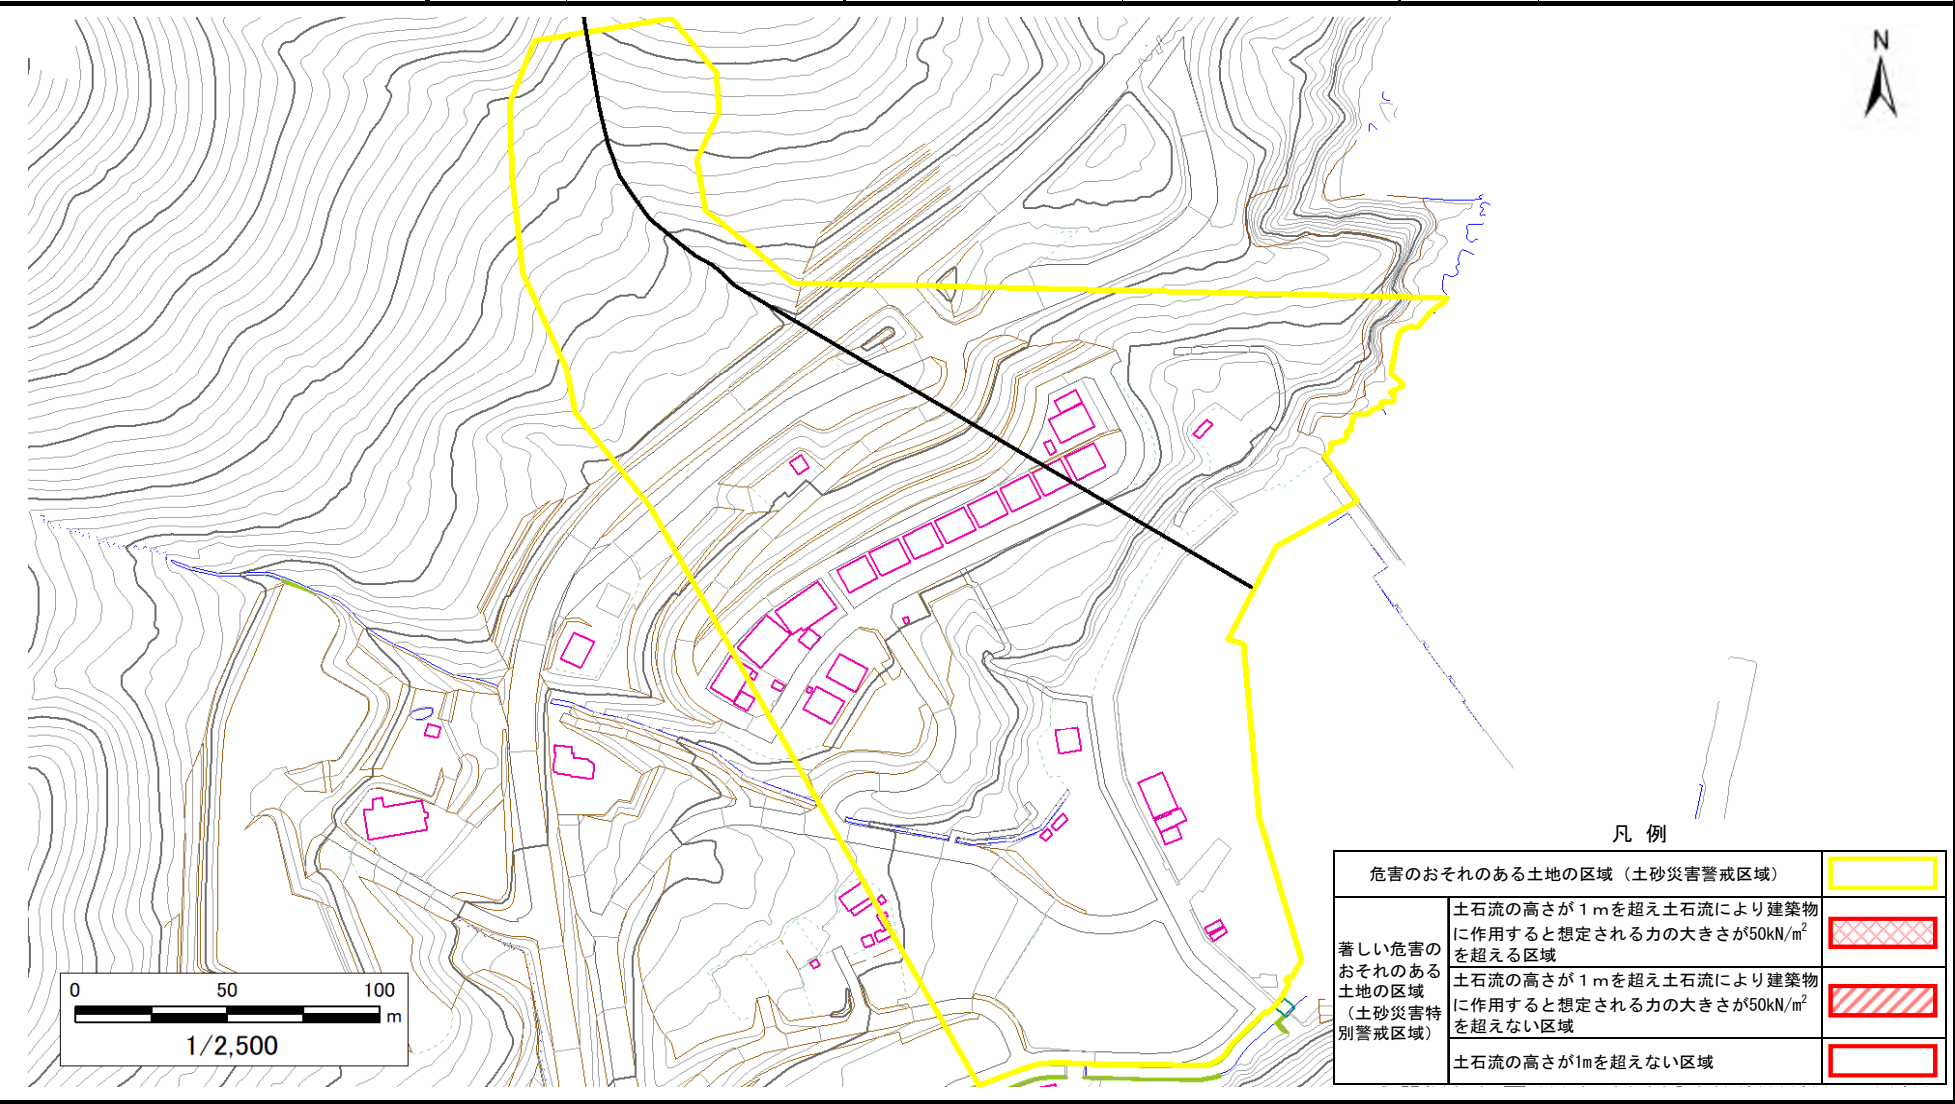 N
凡 例
危害のおそれのある土地の区域（土砂災害警戒区域）
著しい危害の
おそれのある
土地の区域
（土砂災害特
別警戒区域）
土石流の高さが１ｍを超え土石流により建築物
に作用すると想定される力の大きさが50kN/㎡
を超える区域
土石流の高さが１ｍを超え土石流により建築物
に作用すると想定される力の大きさが50kN/㎡
を超えない区域
土石流の高さが1mを超えない区域
0 50 100
m
1/2,500